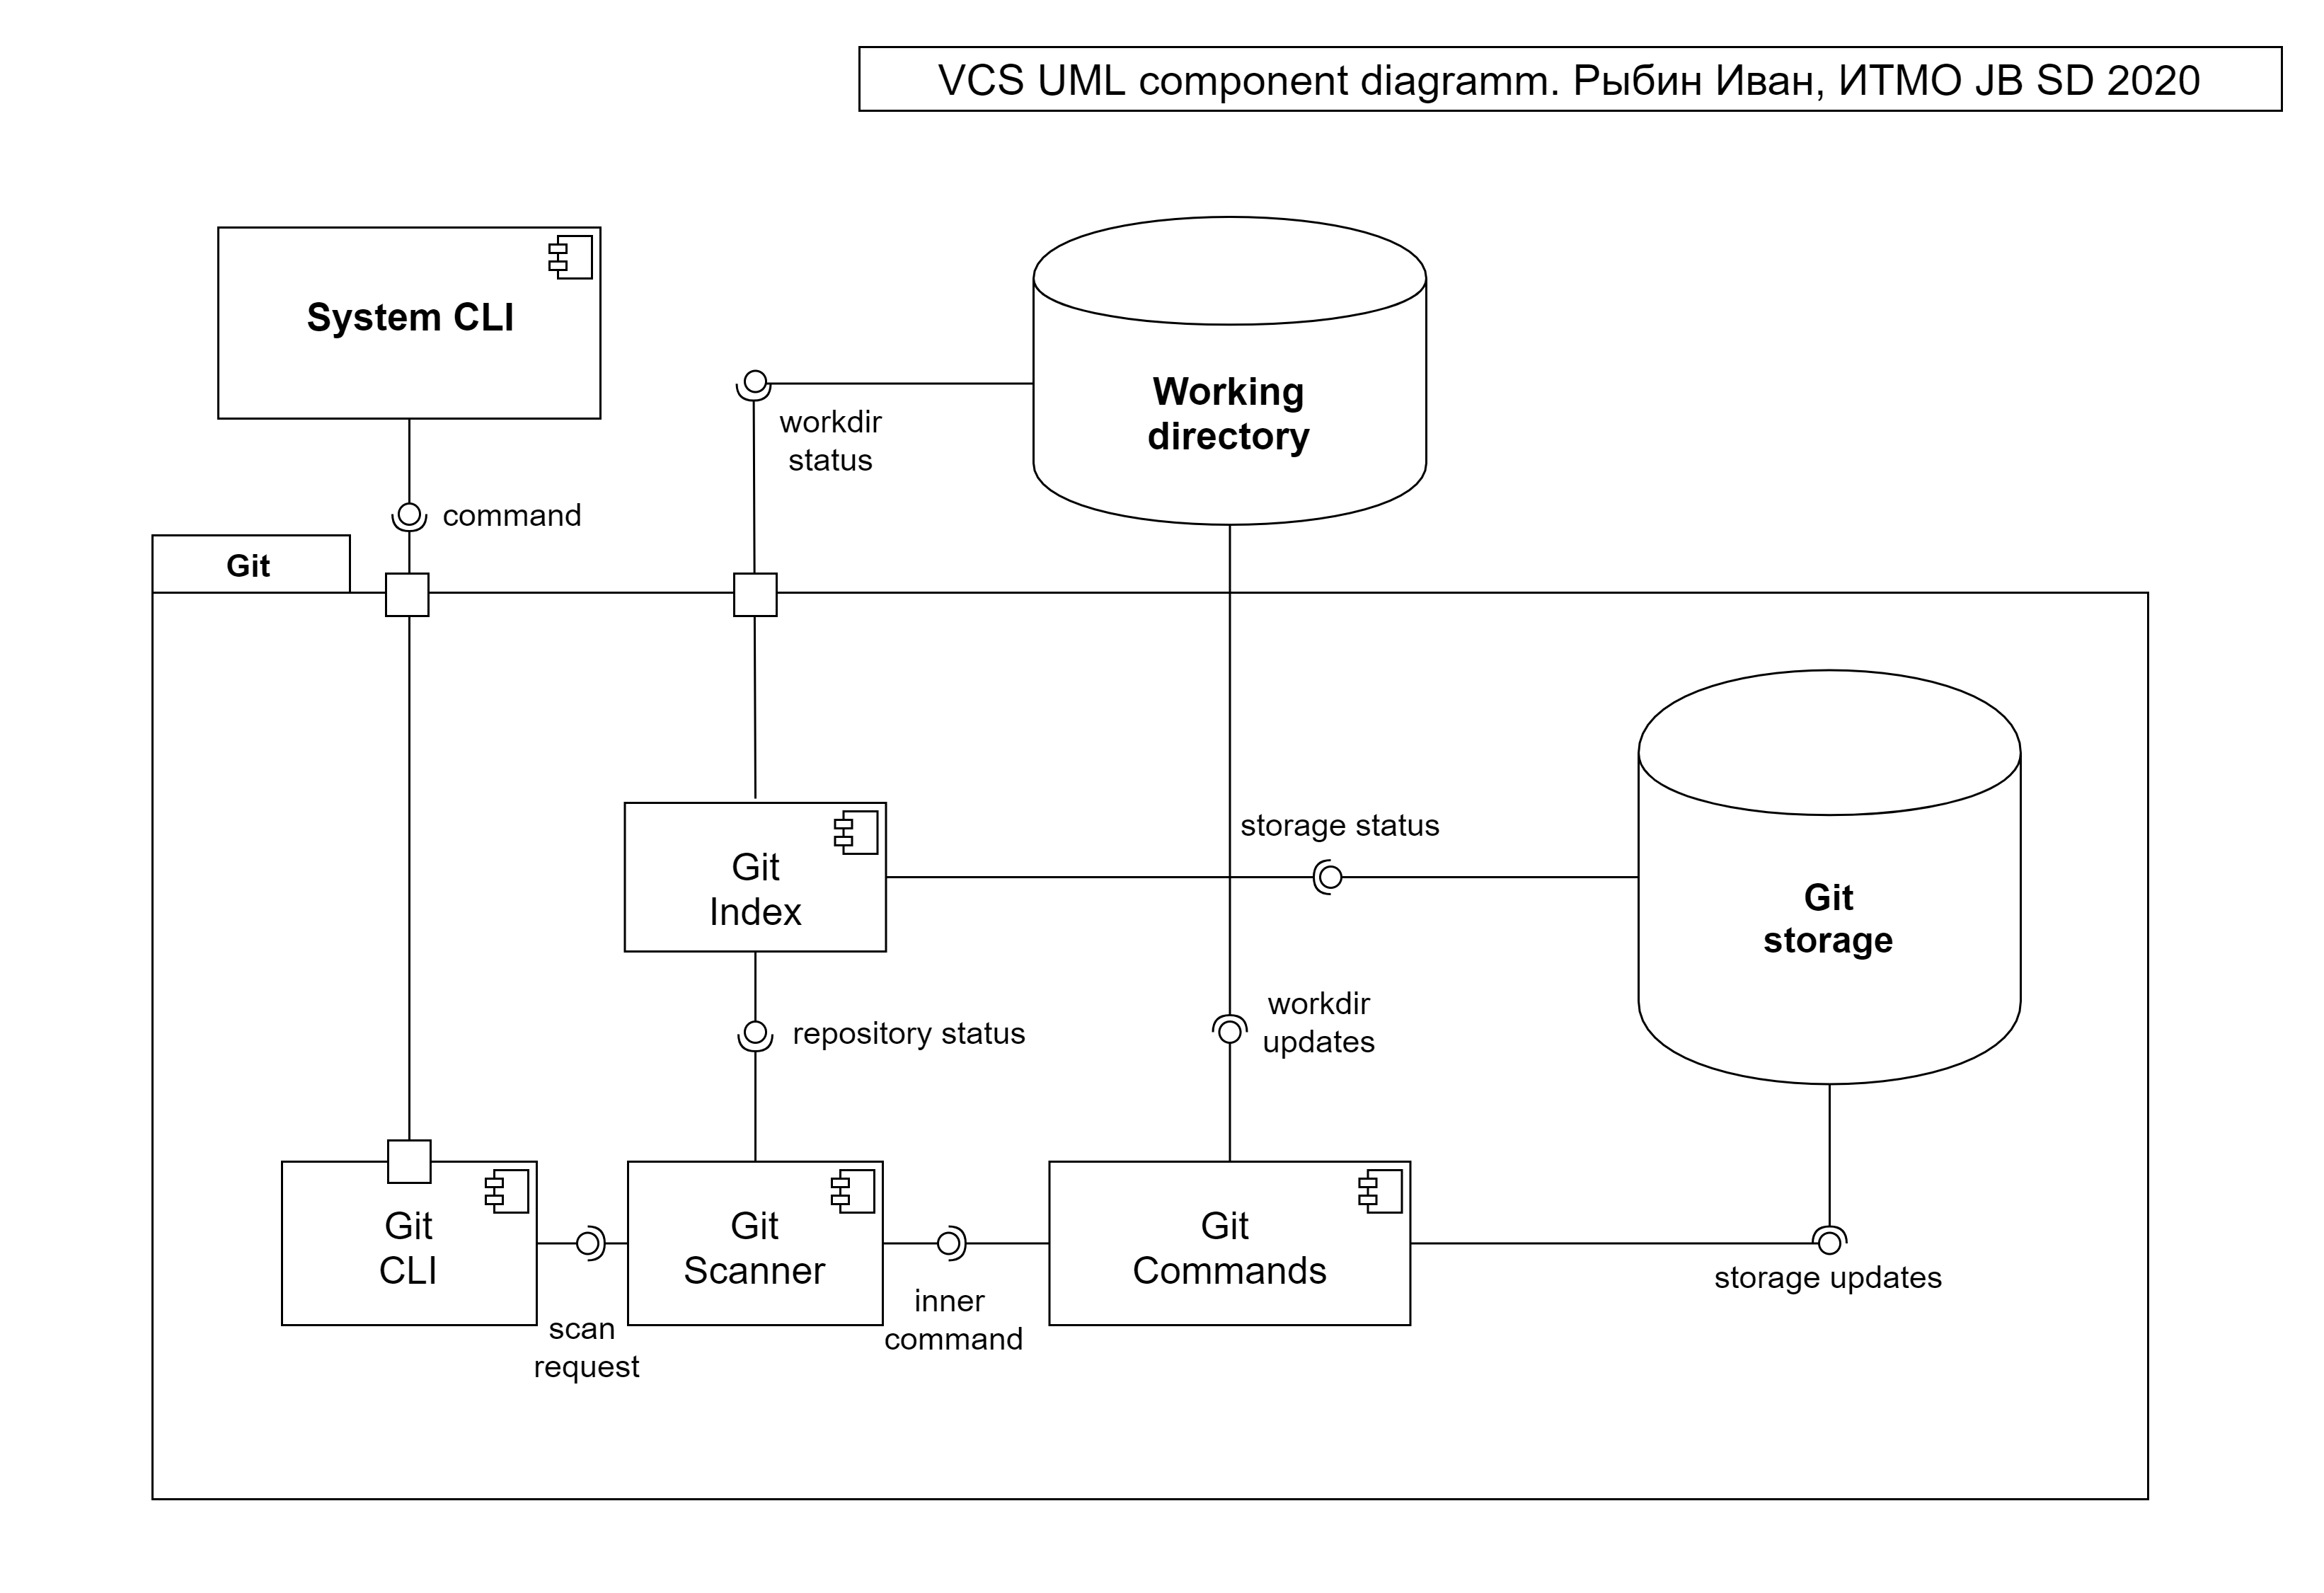 VCS UML component diagramm. Рыбин Иван, ИТМО JB SD 2020
System CLI
Working
directory
workdir
status
command
Git
storage status
Git
Index
Git
storage
workdir
updates
repository status
Git
CLI
Git
Scanner
Git
Commands
storage updates
inner
command
scan
request